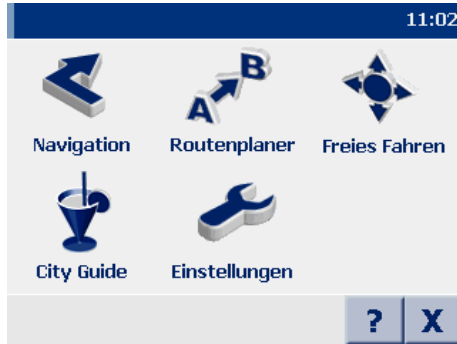 11:02
B
A
Navigation Routenplaner Freies Fahren
City Guide Einstellungen
? X